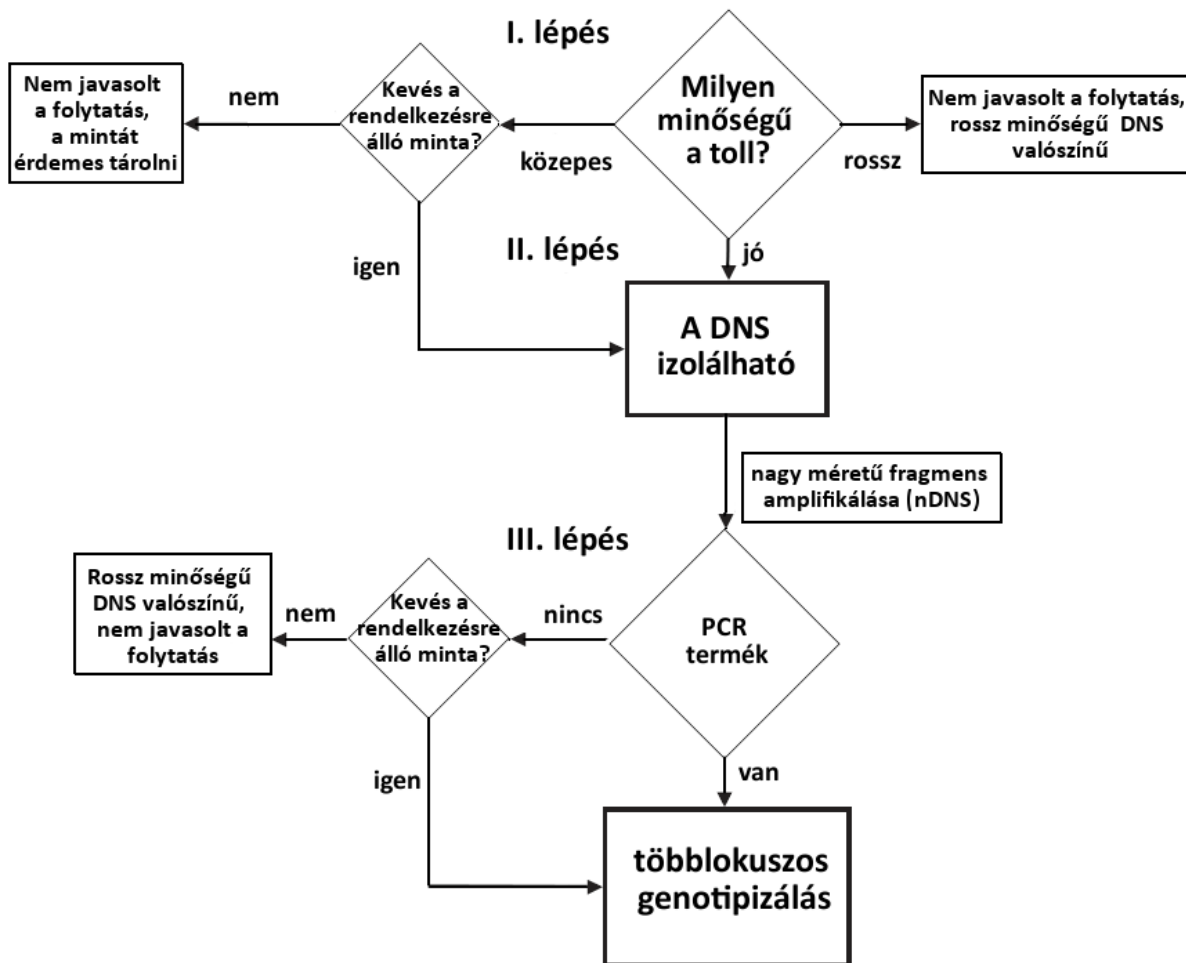 I. lépés
Nem javasolt
a folytatás,
a mintát
érdemes tárolni
nem
Kevés a
rendelkezésre
álló minta?
közepes
Milyen
minőségű
a toll?
rossz
Nem javasolt a folytatás,
rossz minőségű DNS
valószínű
igen
II. lépés
jó
A DNS
izolálható
nagy méretű fragmens
amplifikálása (nDNS)
III. lépés
Rossz minőségű
DNS valószínű,
nem javasolt a
folytatás
nem
Kevés a
rendelkezésre
álló minta?
nincs
PCR
termék
igen
van
többlokuszos
genotipizálás